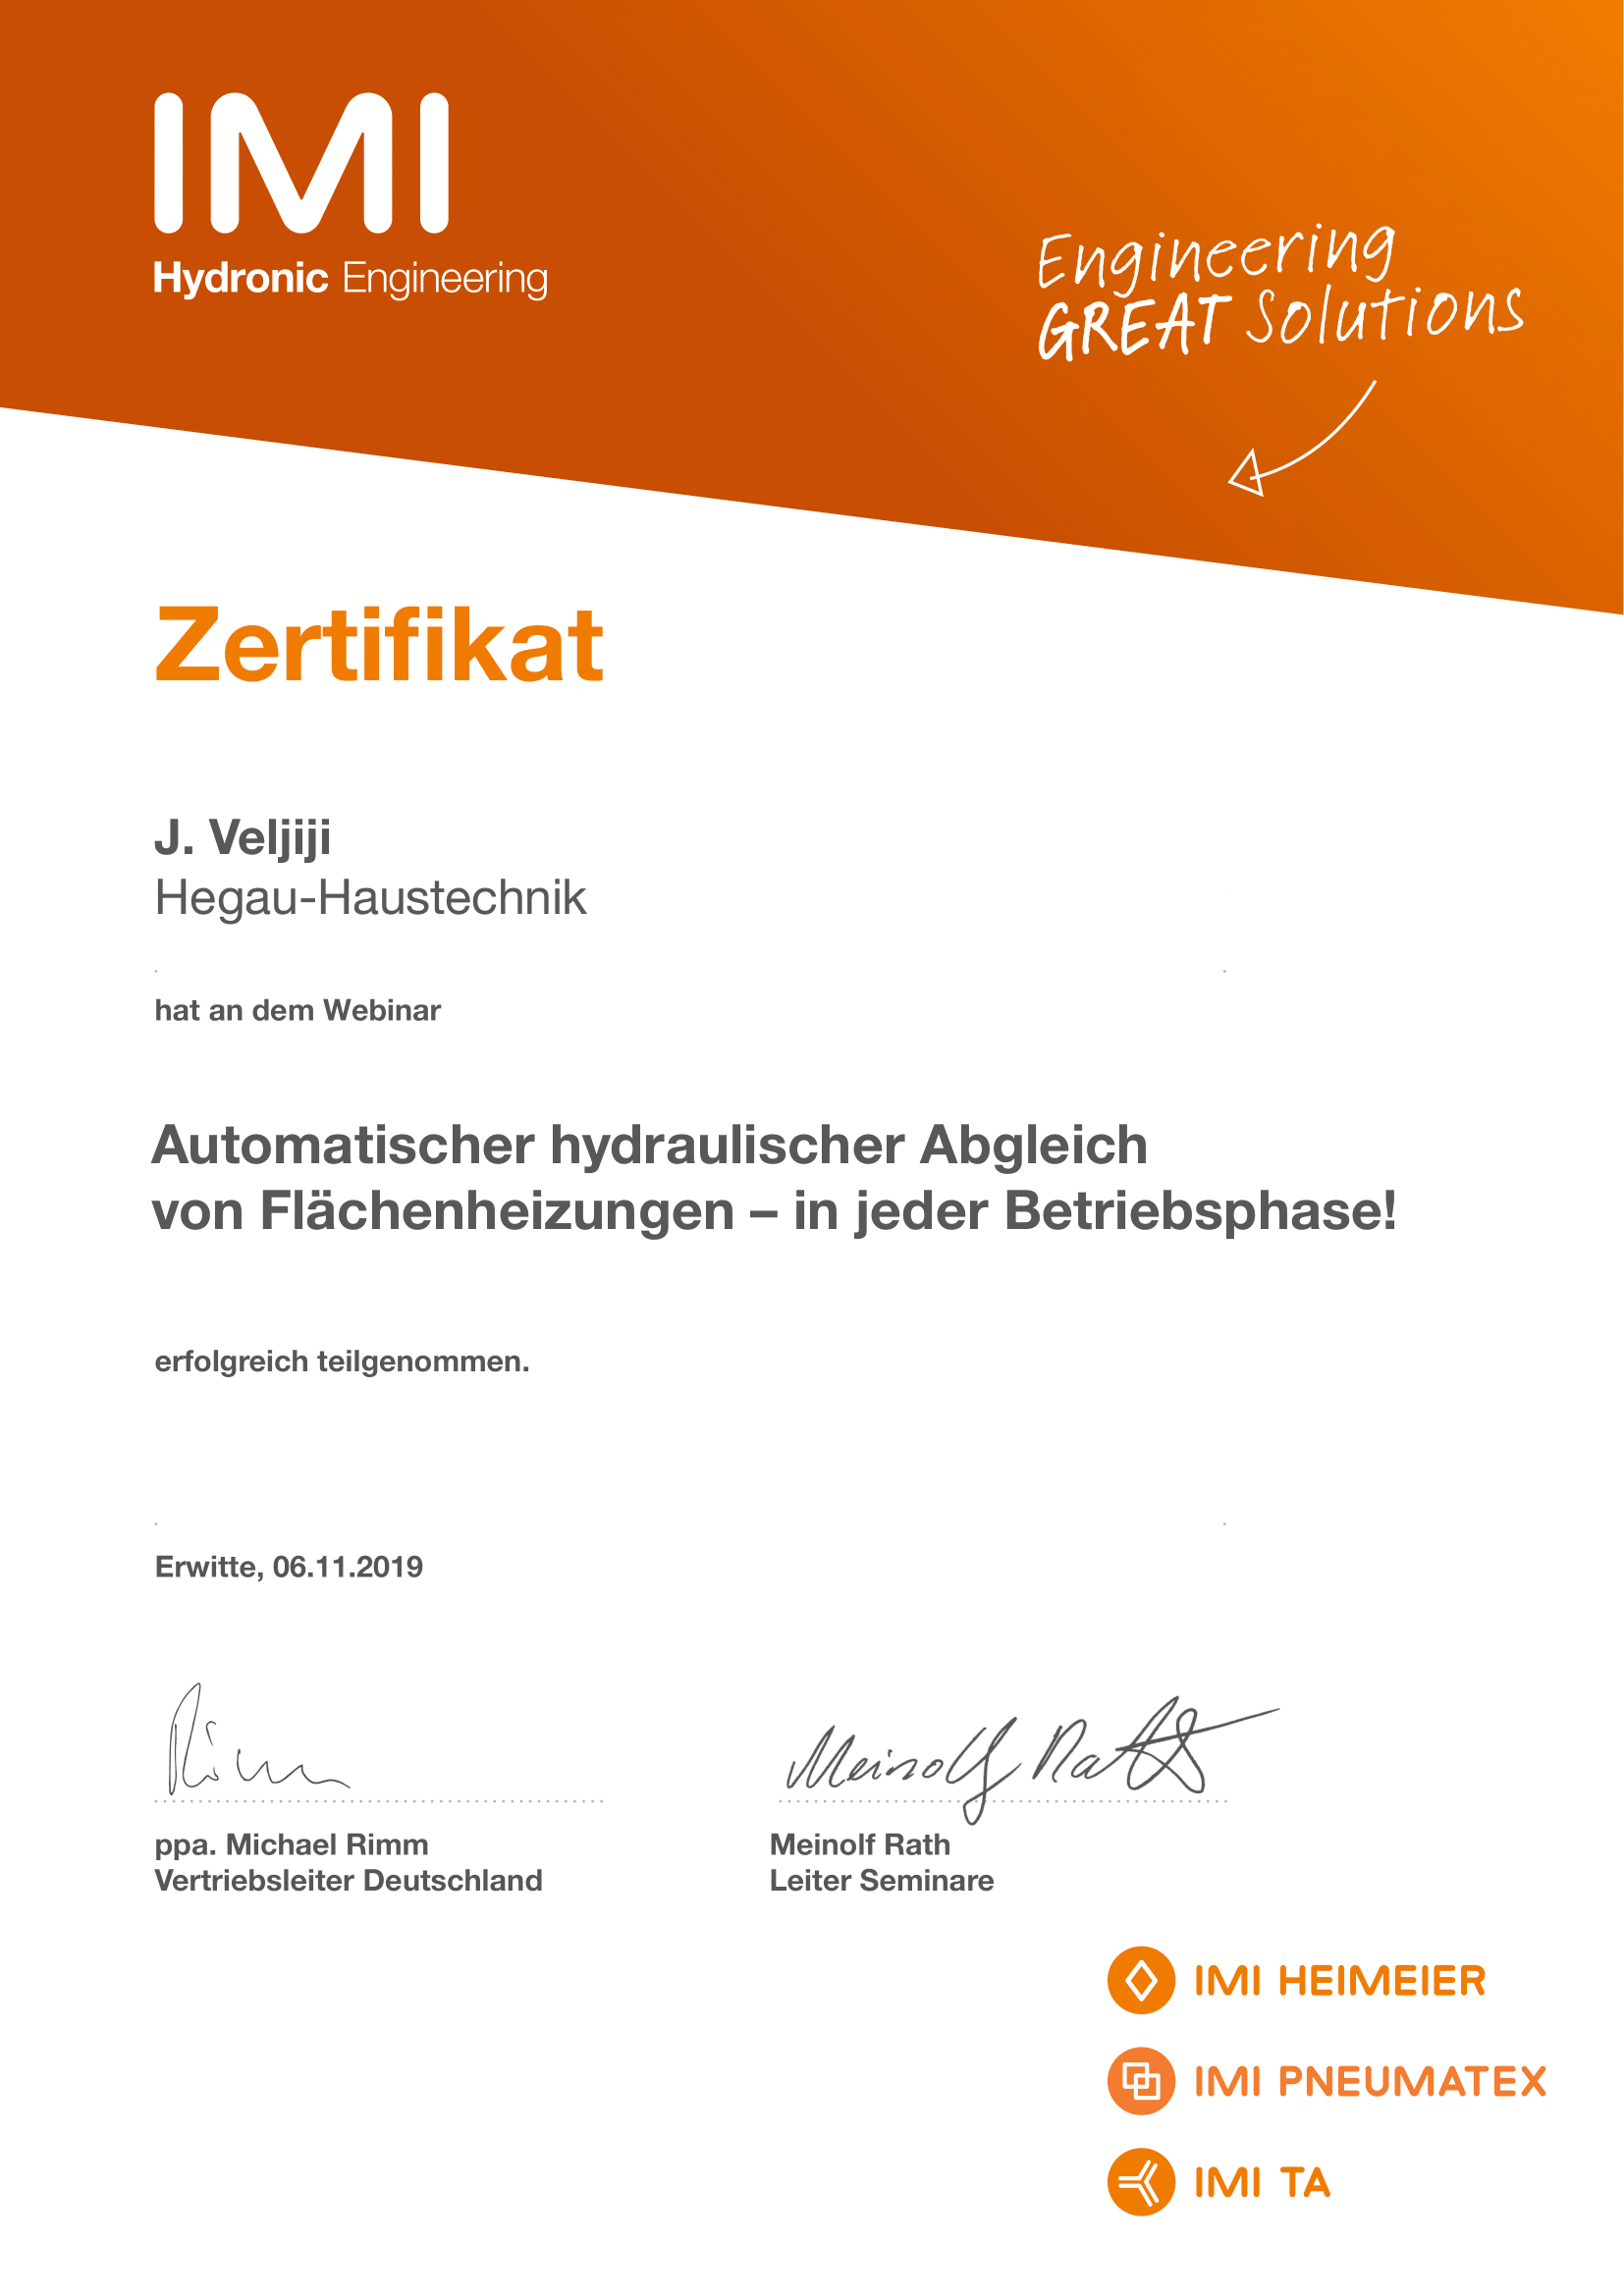 IMI
Hydronic Engineering
Engineering
GREAT Solutions
Zertifikat
J. Veljiji
Hegau-Haustechnik
hat an dem Webinar
Automatischer hydraulischer Abgleich
von Flächenheizungen – in jeder Betriebsphase!
erfolgreich teilgenommen.
Erwitte, 06.11.2019
Rimm
Meinolf Rath
ppa. Michael Rimm
Vertriebsleiter Deutschland
Meinolf Rath
Leiter Seminare
IMI HEIMEIER
IMI PNEUMATEX
IMI TA